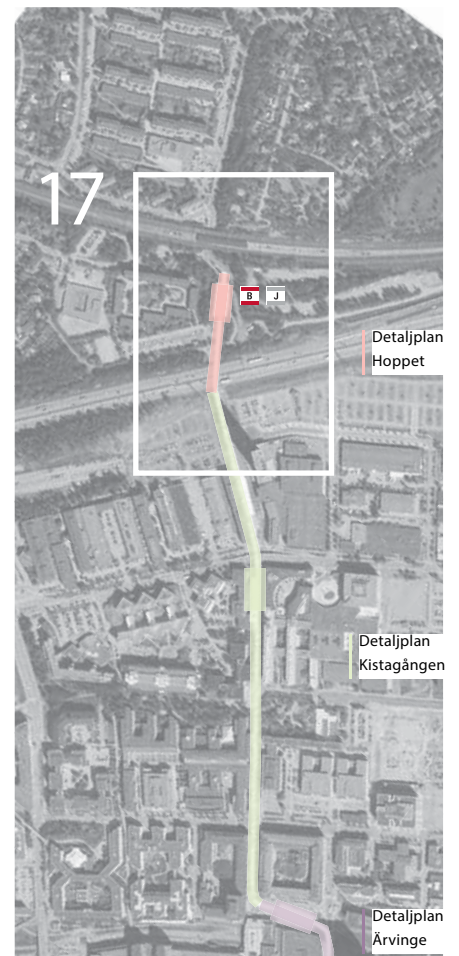 17
B J
Detaljplan
Hoppet
Detaljplan
Kistagången
Detaljplan
Ärvinge